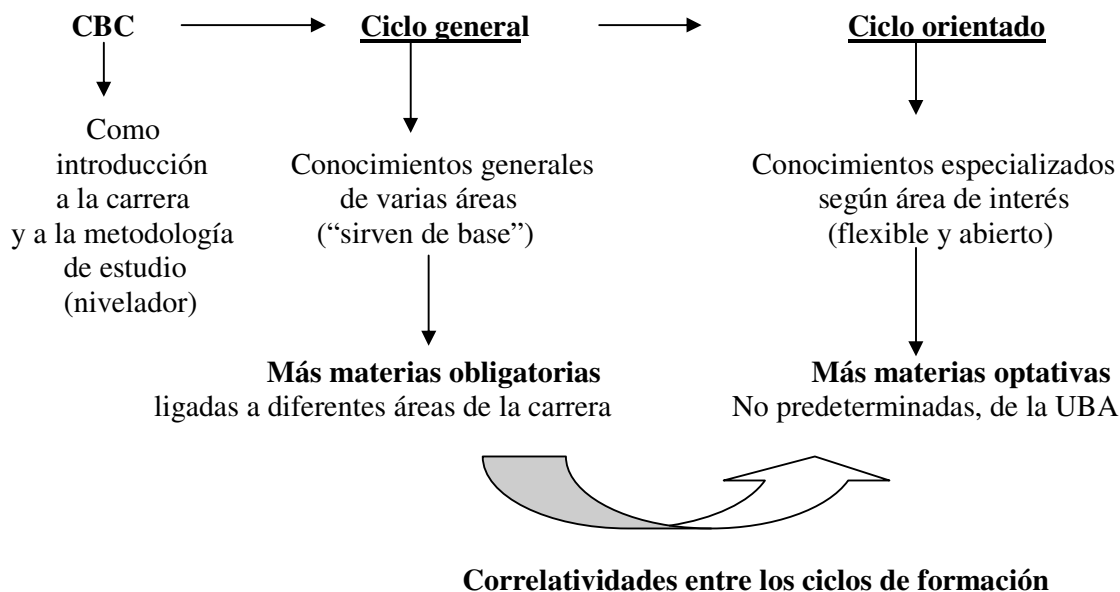 CBC
Ciclo general
Ciclo orientado
Como
introducción
a la carrera
y a la metodología
de estudio
(nivelador)
Conocimientos generales
de varias áreas
(“sirven de base”)
Conocimientos especializados
según área de interés
(flexible y abierto)
Más materias obligatorias
ligadas a diferentes áreas de la carrera
Más materias optativas
No predeterminadas, de la UBA
Correlatividades entre los ciclos de formación